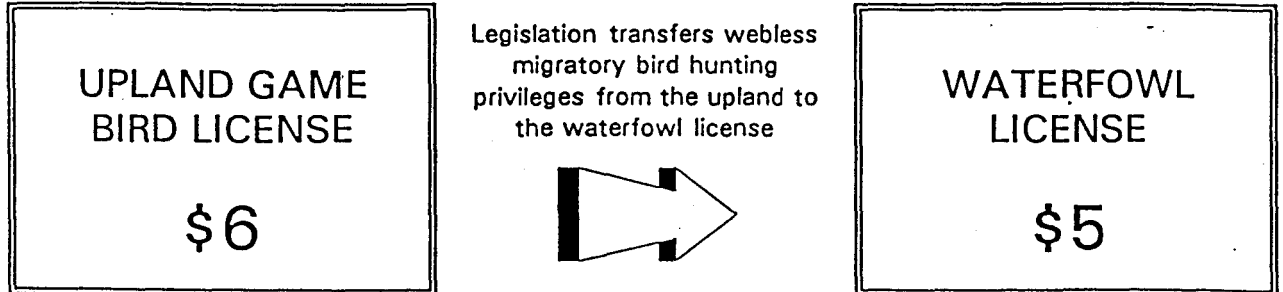 UPLAND GAME
BIRD LICENSE
$6
Legislation transfers webless
migratory bird hunting
privileges from the upland to
the waterfowl license
WATERFOWL
LICENSE
$5